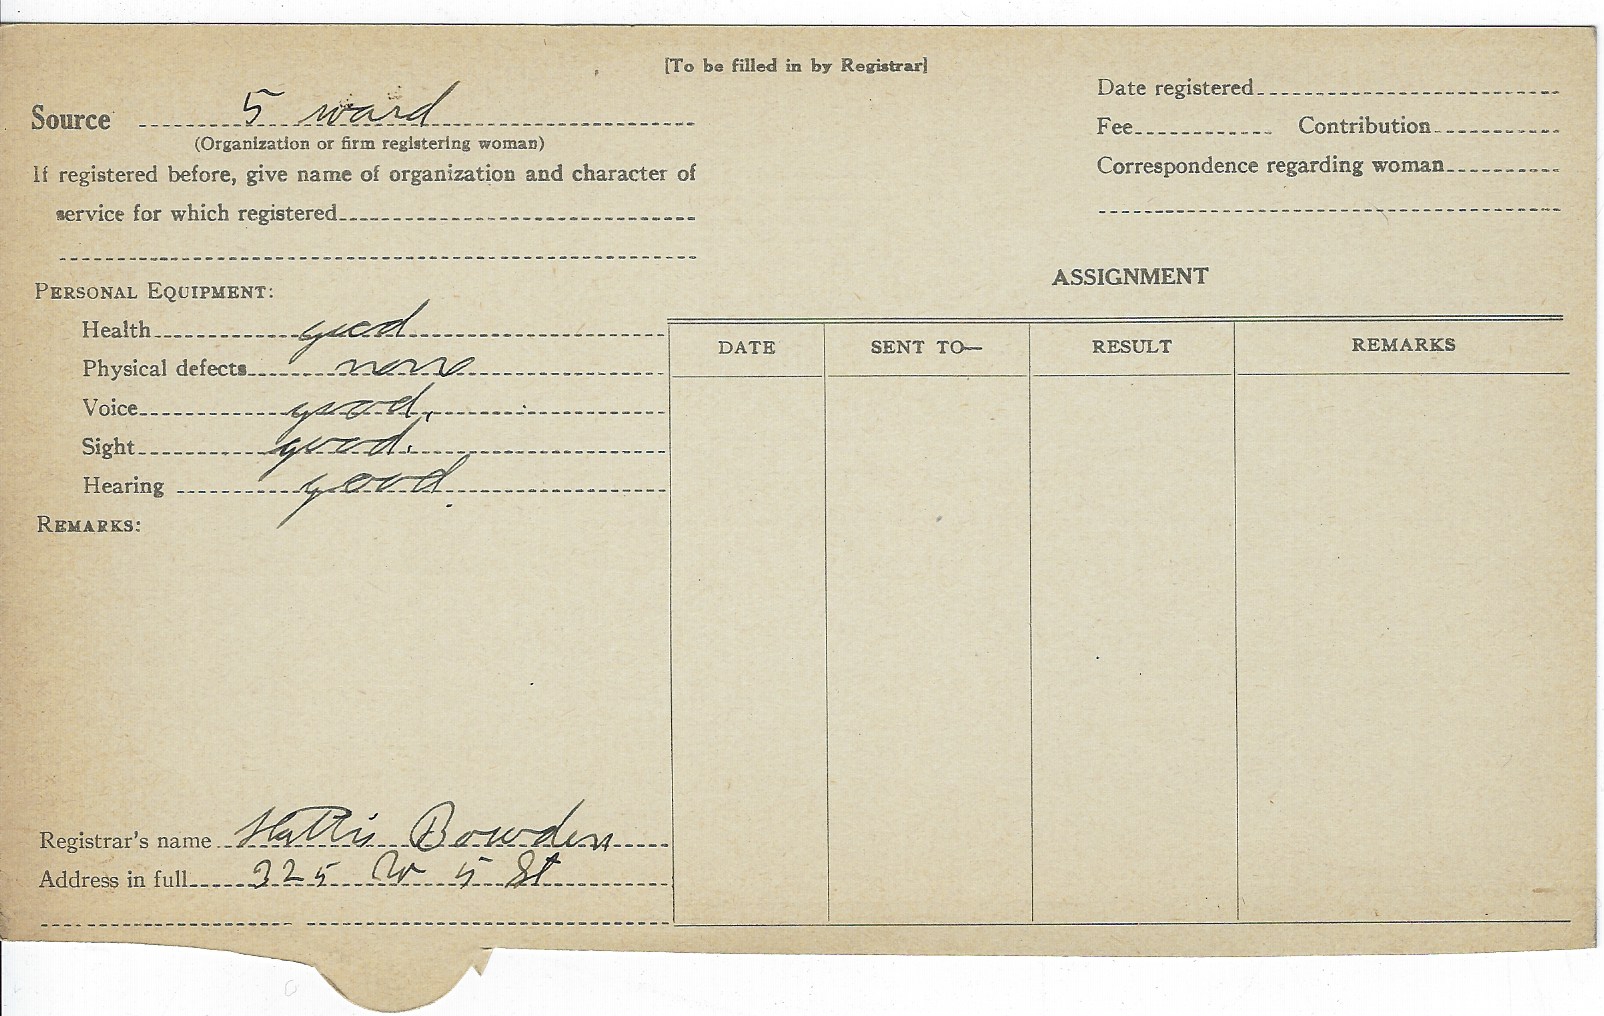 [To be filled in by Registrar]
Source 5 ward
(Organization or firm registering woman)
If registered before, give name of organization and character of
service for which registered
Date registered
Fee Contribution
Correspondence regarding woman
PERSONAL EQUIPMENT:
Health good
Physical defects none
Voice good.
Sight good.
Hearing good.
REMARKS:
ASSIGNMENT
DATE SENT TO— RESULT REMARKS
Registrar's name Hattie Bowden
Address in full 325 W 5 St